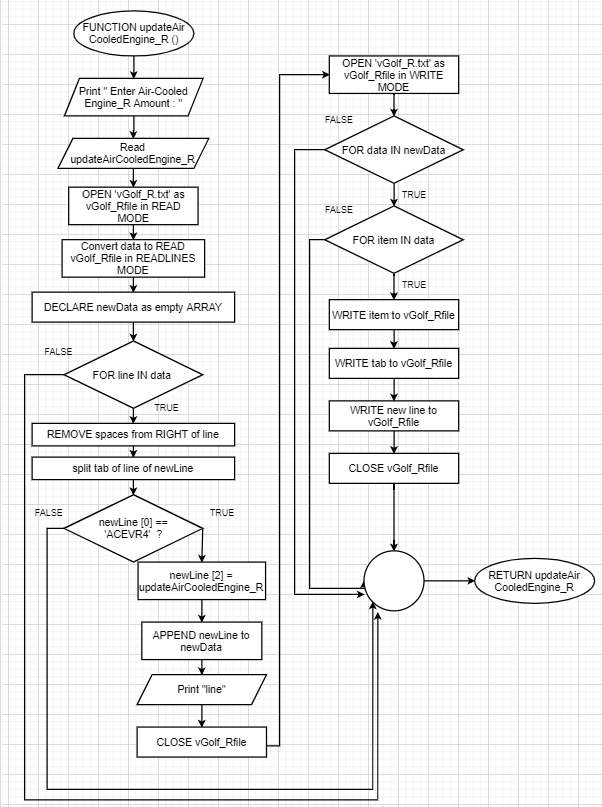 FUNCTION updateAir
CooledEngine_R ()
Print " Enter Air-Cooled
Engine_R Amount : "
Read
updateAirCooledEngine_R
OPEN 'vGolf_R.txt' as
vGolf_Rfile in READ
MODE
Convert data to READ
vGolf_Rfile in READLINES
MODE
DECLARE newData as empty ARRAY
FALSE
FOR line IN data
TRUE
REMOVE spaces from RIGHT of line
split tab of line of newLine
FALSE
TRUE
newLine [0] ==
'ACEVR4' ?
newLine [2] =
updateAirCooledEngine_R
APPEND newLine to
newData
Print "line"
CLOSE vGolf_Rfile
OPEN 'vGolf_R.txt' as
vGolf_Rfile in WRITE
MODE
FALSE
FOR data IN newData
TRUE
FALSE
FOR item IN data
TRUE
WRITE item to vGolf_Rfile
WRITE tab to vGolf_Rfile
WRITE new line to
vGolf_Rfile
CLOSE vGolf_Rfile
RETURN updateAir
CooledEngine_R